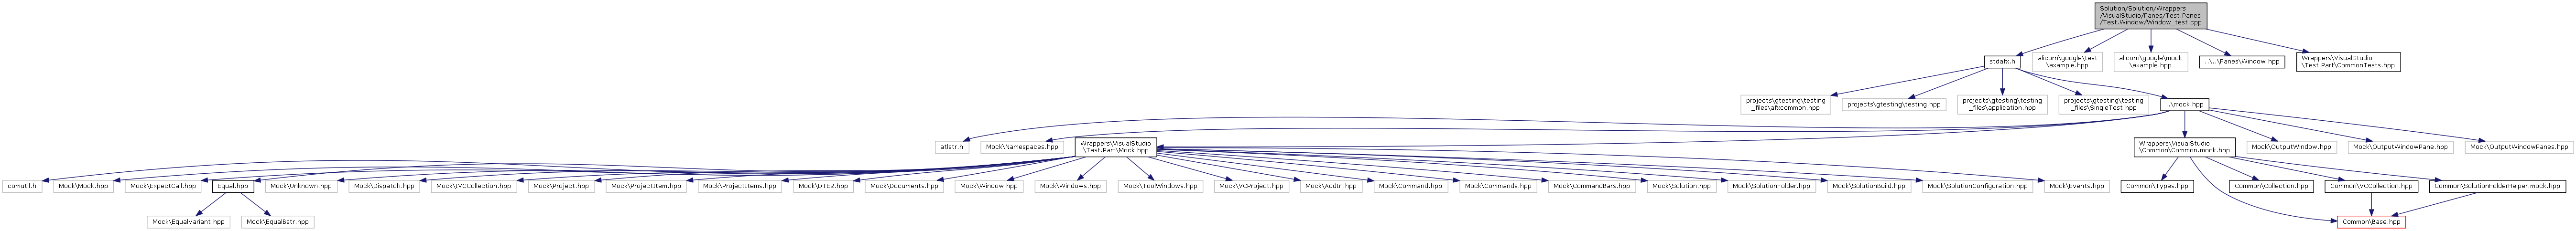 Solution/Solution/Wrappers
/VisualStudio/Panes/Test.Panes
/Test.Window/Window_test.cpp
stdafx.h
alicorn\google\test
\example.hpp
alicorn\google\mock
\example.hpp
..\..\Panes\Window.hpp
Wrappers\VisualStudio
\Test.Part\CommonTests.hpp
projects\gtesting\testing
_files\afxcommon.hpp
projects\gtesting\testing.hpp
projects\gtesting\testing
_files\application.hpp
projects\gtesting\testing
_files\SingleTest.hpp
..\mock.hpp
atlstr.h
Mock\Namespaces.hpp
Wrappers\VisualStudio
\Test.Part\Mock.hpp
Wrappers\VisualStudio
\Common\Common.mock.hpp
Mock\OutputWindow.hpp
Mock\OutputWindowPane.hpp
Mock\OutputWindowPanes.hpp
comutil.h
Mock\Mock.hpp
Mock\ExpectCall.hpp
Equal.hpp
Mock\Unknown.hpp
Mock\Dispatch.hpp
Mock\IVCCollection.hpp
Mock\Project.hpp
Mock\ProjectItem.hpp
Mock\ProjectItems.hpp
Mock\DTE2.hpp
Mock\Documents.hpp
Mock\Window.hpp
Mock\Windows.hpp
Mock\ToolWindows.hpp
Mock\VCProject.hpp
Mock\AddIn.hpp
Mock\Command.hpp
Mock\Commands.hpp
Mock\CommandBars.hpp
Mock\Solution.hpp
Mock\SolutionFolder.hpp
Mock\SolutionBuild.hpp
Mock\SolutionConfiguration.hpp
Mock\Events.hpp
Common\Types.hpp
Common\Collection.hpp
Common\VCCollection.hpp
Common\SolutionFolderHelper.mock.hpp
Mock\EqualVariant.hpp
Mock\EqualBstr.hpp
Common\Base.hpp